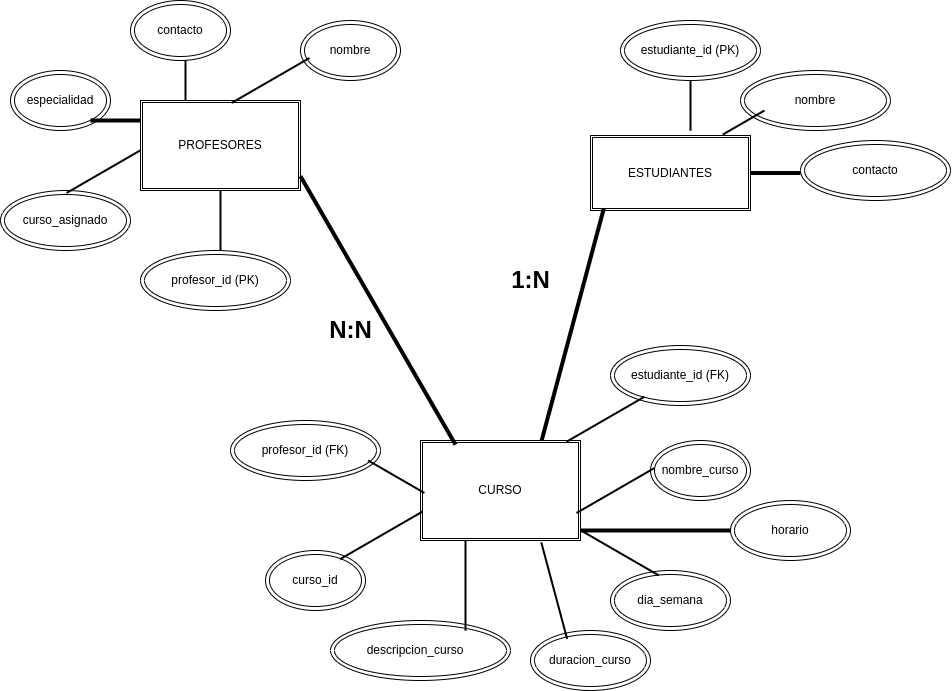 contacto
nombre
especialidad
PROFESORES
curso_asignado
profesor_id (PK)
estudiante_id (PK)
nombre
ESTUDIANTES
contacto
1:N
N:N
estudiante_id (FK)
profesor_id (FK)
nombre_curso
CURSO
horario
curso_id
dia_semana
descripcion_curso
duracion_curso